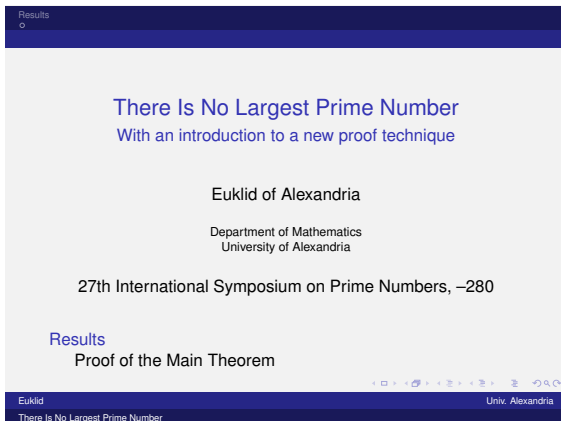 Results
There Is No Largest Prime Number
With an introduction to a new proof technique
Euklid of Alexandria
Department of Mathematics
University of Alexandria
27th International Symposium on Prime Numbers, –280
Results
Proof of the Main Theorem
Euklid Univ. Alexandria
There Is No Largest Prime Number